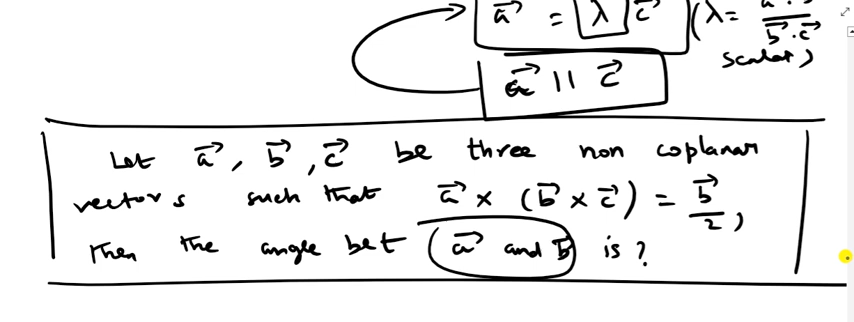 a⃗ = λ c⃗ (λ =
b⃗ . c⃗
scalar)
a⃗ || c⃗
Let a⃗, b⃗, c⃗ be three non coplanar
vectors such that a⃗ × (b⃗ × c⃗) = b⃗/2,
then the angle bet (a⃗ and b⃗) is?